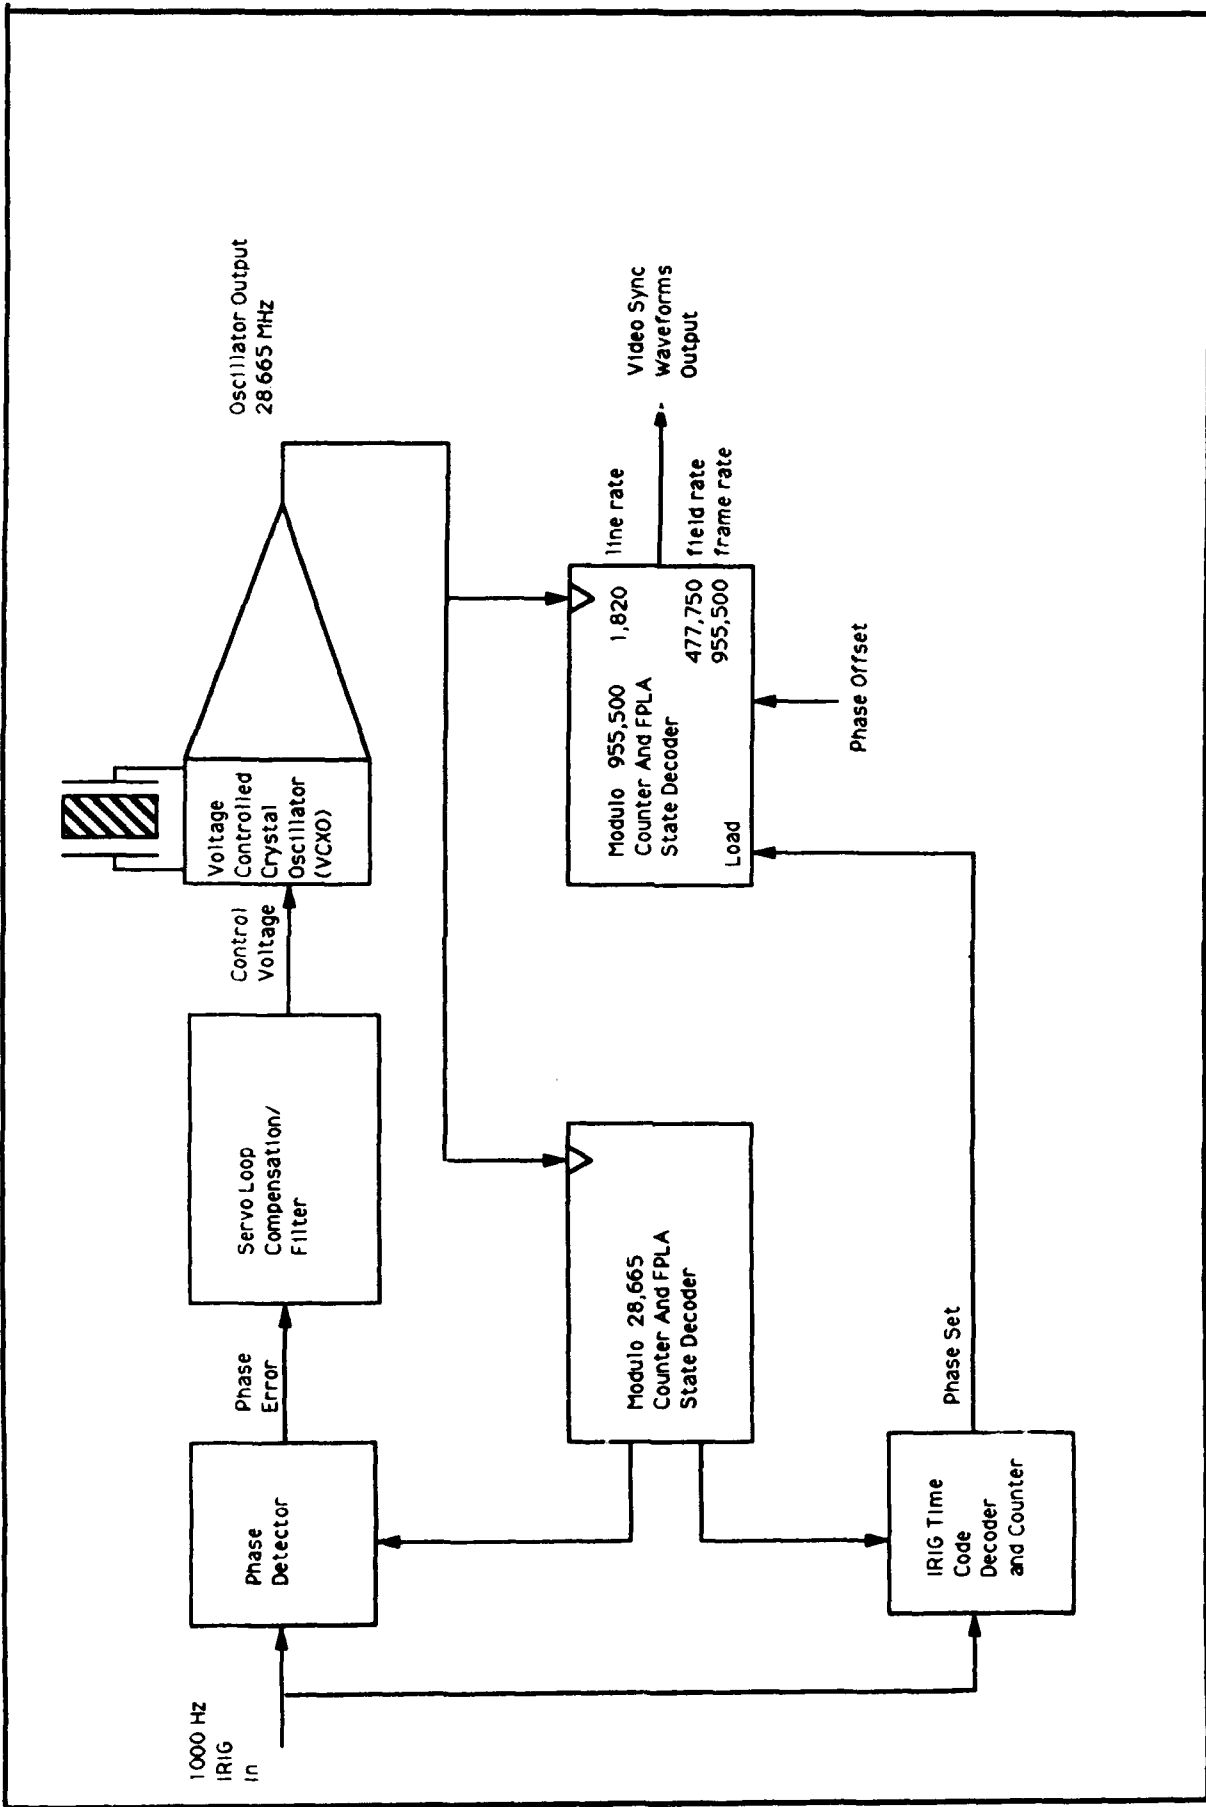 1000 Hz
IRIG
In
Phase
Detector
Phase
Error
Servo Loop
Compensation/
Filter
Control
Voltage
Voltage
Controlled
Crystal
Oscillator
(VCXO)
Oscillator Output
28.665 MHz
Modulo 28,665
Counter And FPLA
State Decoder
Modulo 955,500
Counter And FPLA
State Decoder
Load
1,820
477,750
955,500
line rate
field rate
frame rate
Video Sync
Waveforms
Output
Phase Offset
IRIG Time
Code
Decoder
and Counter
Phase Set